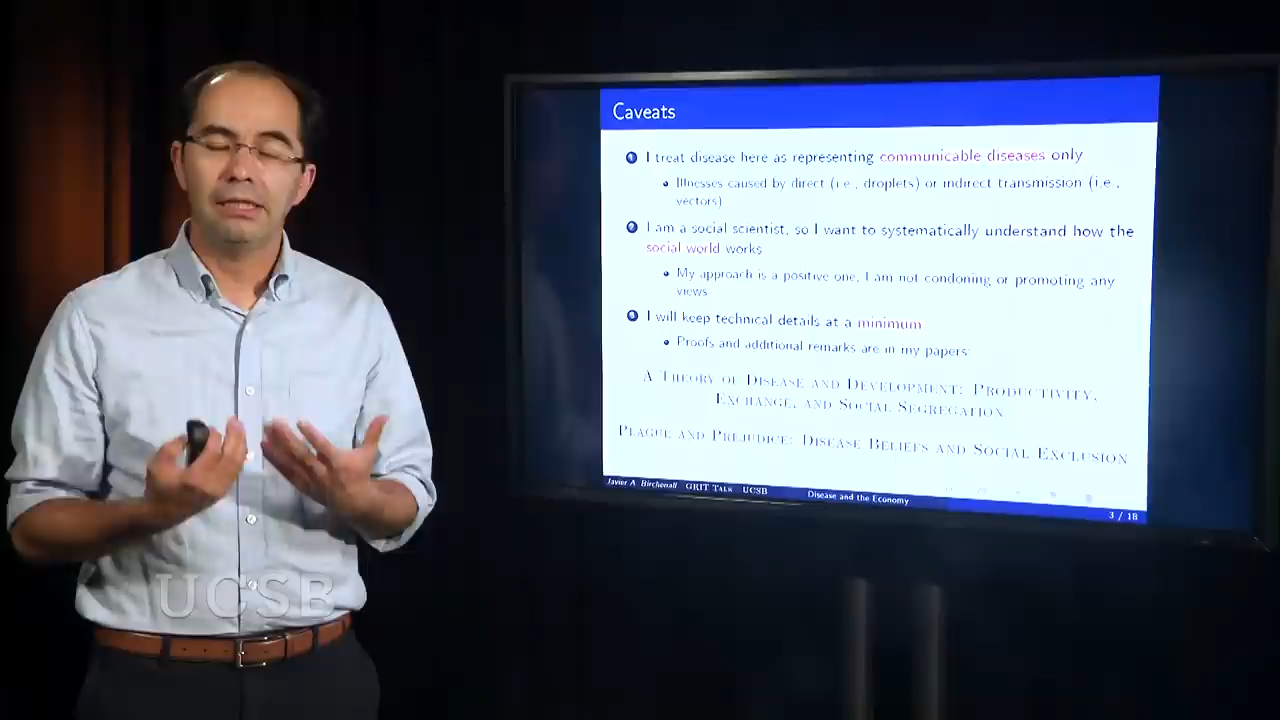 Caveats
1 I treat disease here as representing communicable diseases only
• Illnesses caused by direct (i.e., droplets) or indirect transmission (i.e.,
vectors)
2 I am a social scientist, so I want to systematically understand how the
social world works
• My approach is a positive one, I am not condoning or promoting any
views
3 I will keep technical details at a minimum
• Proofs and additional remarks are in my papers:
A Theory of Disease and Development: Productivity,
Exchange, and Social Segregation
Plague and Prejudice: Disease Beliefs and Social Exclusion
Javier A. Birchenall GRIT Talk UCSB Disease and the Economy
3 / 18
UCSB